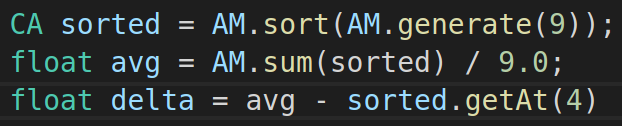 CA sorted = AM.sort(AM.generate(9));
float avg = AM.sum(sorted) / 9.0;
float delta = avg - sorted.getAt(4)